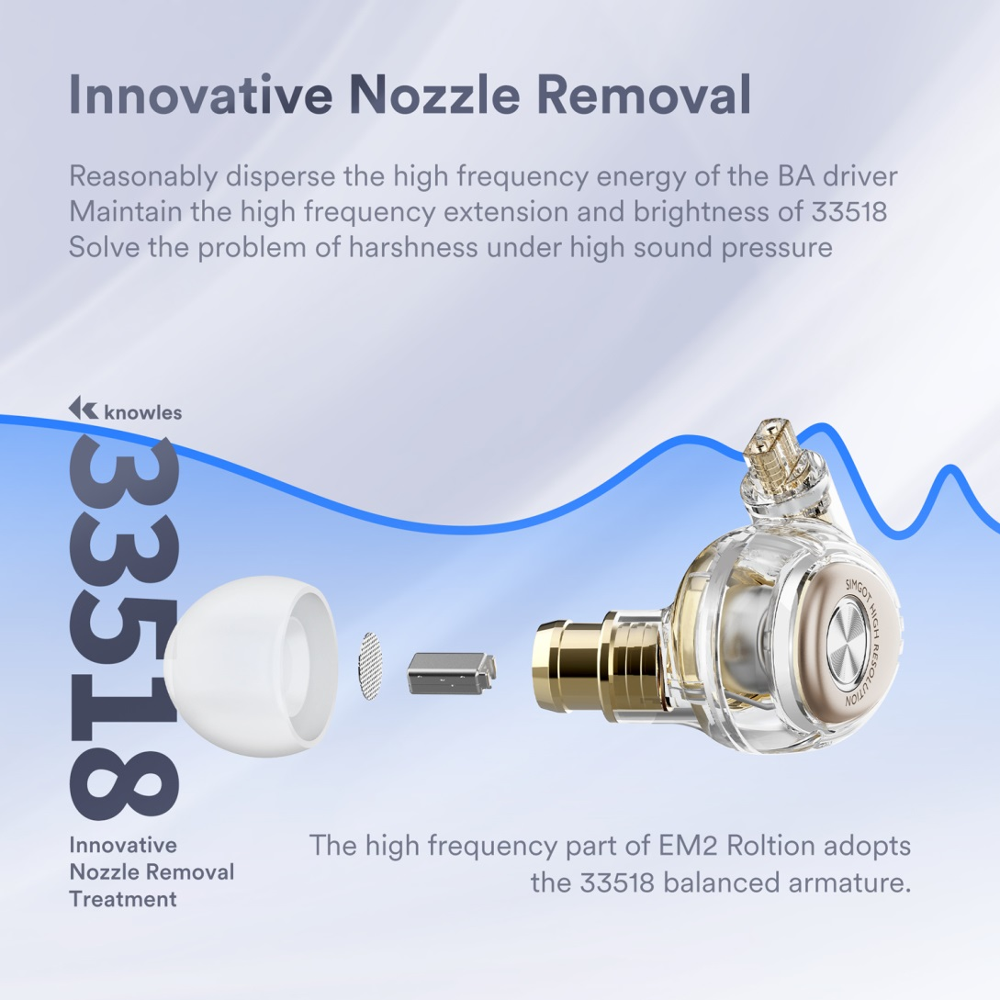 Innovative Nozzle Removal
Reasonably disperse the high frequency energy of the BA driver
Maintain the high frequency extension and brightness of 33518
Solve the problem of harshness under high sound pressure
knowles
33518
SIMGOT HIGH RESOLUTION
Innovative
Nozzle Removal
Treatment
The high frequency part of EM2 Roltion adopts
the 33518 balanced armature.